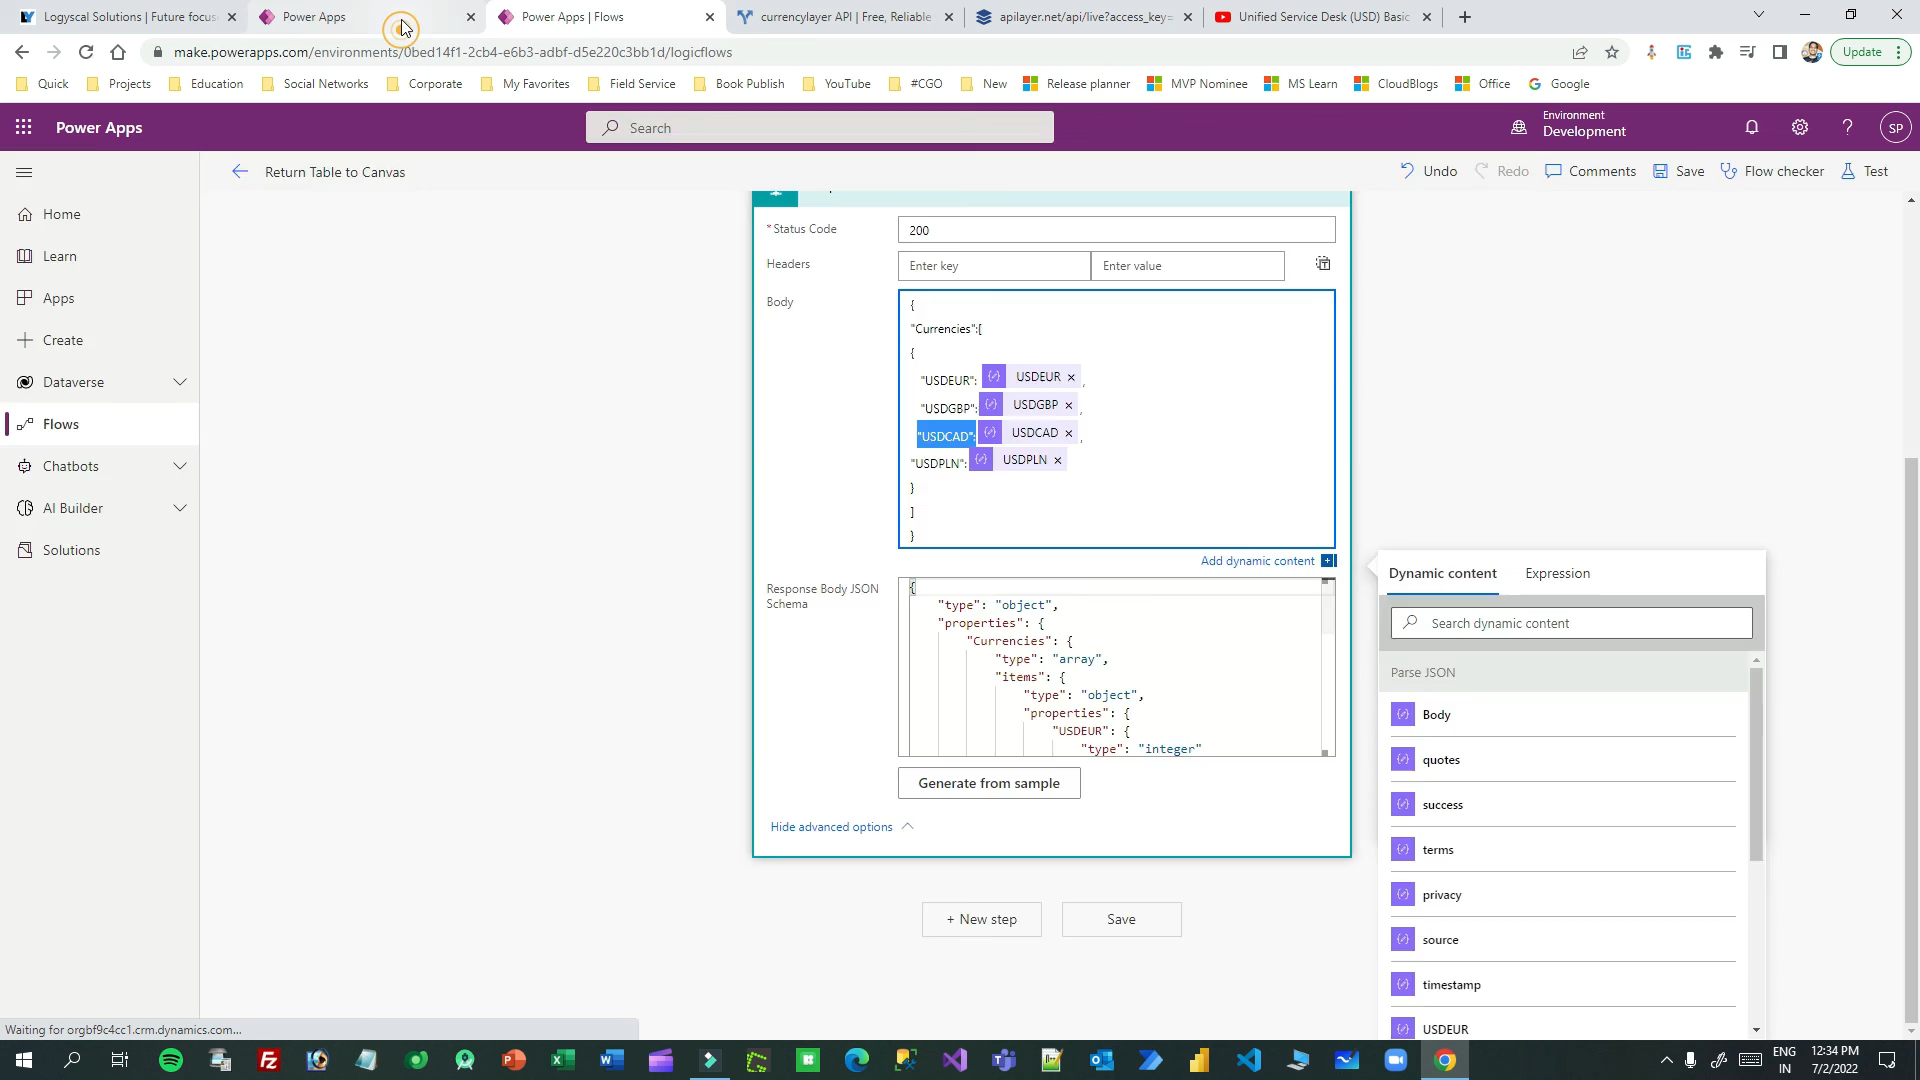 Logyscal Solutions | Future focus
Power Apps
Power Apps | Flows
currencylayer API | Free, Reliable
apilayer.net/api/live?access_key=
Unified Service Desk (USD) Basic
make.powerapps.com/environments/0bed14f1-2cb4-e6b3-adbf-d5e220c3bb1d/logicflows
Update
Quick
Projects
Education
Social Networks
Corporate
My Favorites
Field Service
Book Publish
YouTube
#CGO
New
Release planner
MVP Nominee
MS Learn
CloudBlogs
Office
Google
Power Apps
Search
Environment
Development
SP
Return Table to Canvas
Undo
Redo
Comments
Save
Flow checker
Test
Home
Learn
Apps
Create
Dataverse
Flows
Chatbots
AI Builder
Solutions
*Status Code
200
Headers
Enter key
Enter value
Body
{
"Currencies":[
{
"USDEUR": USDEUR ,
"USDGBP": USDGBP ,
"USDCAD": USDCAD ,
"USDPLN": USDPLN
}
]
}
Add dynamic content
Response Body JSON
Schema
{
"type": "object",
"properties": {
"Currencies": {
"type": "array",
"items": {
"type": "object",
"properties": {
"USDEUR": {
"type": "integer"
Generate from sample
Hide advanced options
+ New step
Save
Dynamic content
Expression
Search dynamic content
Parse JSON
Body
quotes
success
terms
privacy
source
timestamp
USDEUR
Waiting for orgbf9c4cc1.crm.dynamics.com...
ENG
IN
12:34 PM
7/2/2022